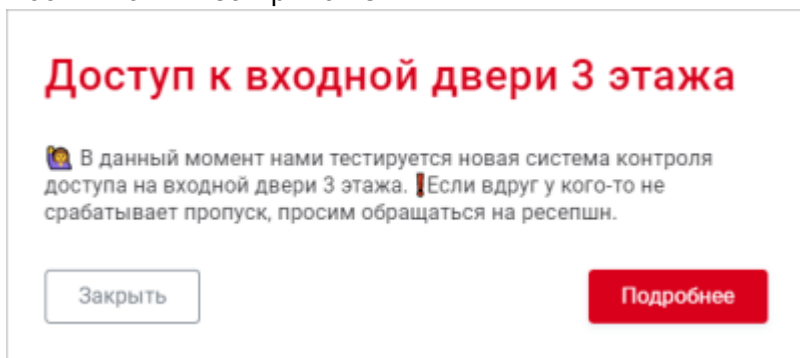 Доступ к входной двери 3 этажа
🙋 В данный момент нами тестируется новая система контроля
доступа на входной двери 3 этажа. ❗Если вдруг у кого-то не
срабатывает пропуск, просим обращаться на ресепшн.
Закрыть
Подробнее